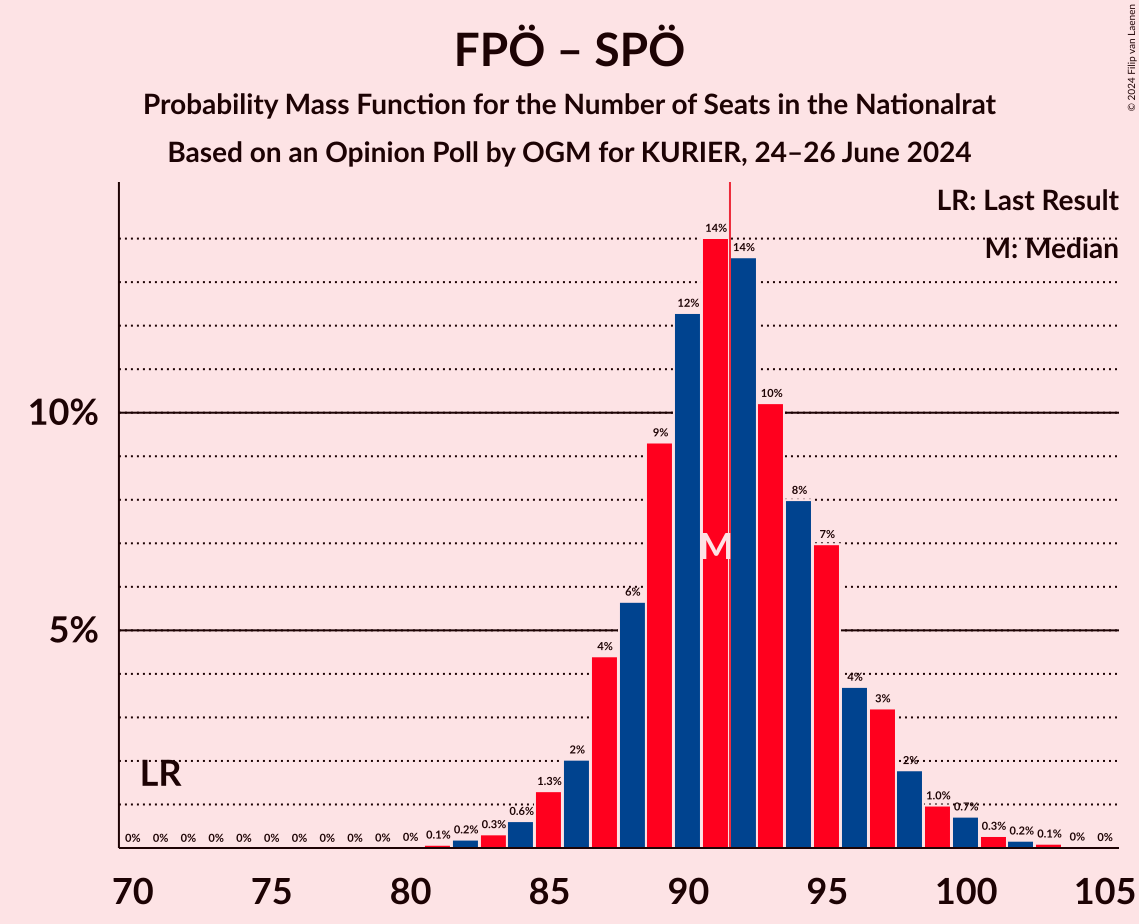 FPÖ – SPÖ
Probability Mass Function for the Number of Seats in the Nationalrat
Based on an Opinion Poll by OGM for KURIER, 24–26 June 2024
© 2024 Filip van Laenen
LR: Last Result
M: Median
10%
5%
LR
M
0% 0% 0% 0% 0% 0% 0% 0% 0% 0% 0% 0.1% 0.2% 0.3% 0.6% 1.3% 2% 4% 6% 9% 12% 14% 14% 10% 8% 7% 4% 3% 2% 1.0% 0.7% 0.3% 0.2% 0.1% 0% 0%
70 75 80 85 90 95 100 105